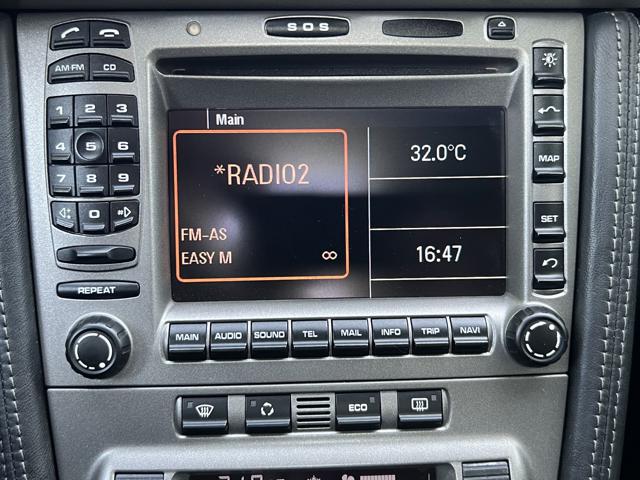 SOS
AM FM CD
1 2 3
4 5 6
7 8 9
0 #
REPEAT
Main
*RADIO2
FM-AS
EASY M ∞
32.0°C
16:47
MAP
SET
MAIN AUDIO SOUND TEL MAIL INFO TRIP NAVI
ECO